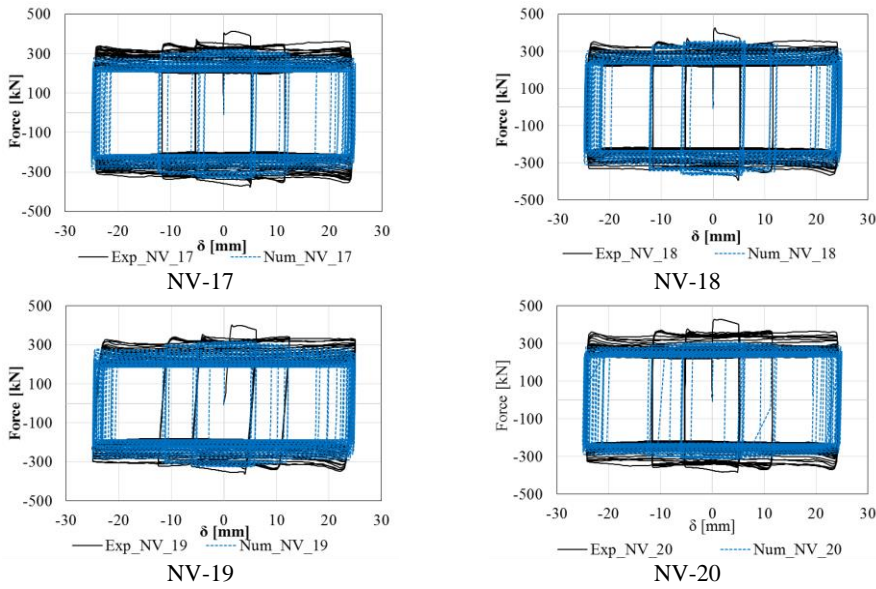 500
300
100
-100
-300
-500
Force [kN]
-30 -20 -10 0 10 20 30
δ [mm]
Exp_NV_17 Num_NV_17
NV-17
500
300
100
-100
-300
-500
Force [kN]
-30 -20 -10 0 10 20 30
δ [mm]
Exp_NV_18 Num_NV_18
NV-18
500
300
100
-100
-300
-500
Force [kN]
-30 -20 -10 0 10 20 30
δ [mm]
Exp_NV_19 Num_NV_19
NV-19
500
300
100
-100
-300
-500
Force [kN]
-30 -20 -10 0 10 20 30
δ [mm]
Exp_NV_20 Num_NV_20
NV-20